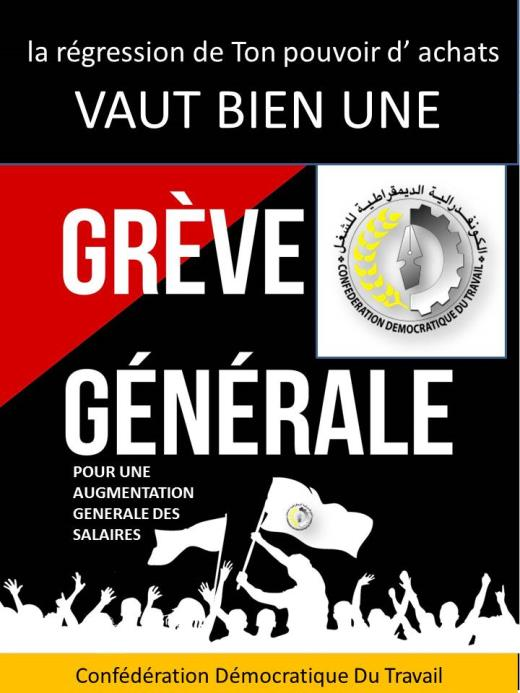 la régression de Ton pouvoir d’ achats
VAUT BIEN UNE
GRÈVE
الكونفدرالية الديمقراطية للشغل
CONFEDERATION DEMOCRATIQUE DU TRAVAIL
GÉNÉRALE
POUR UNE
AUGMENTATION
GENERALE DES
SALAIRES
Confédération Démocratique Du Travail